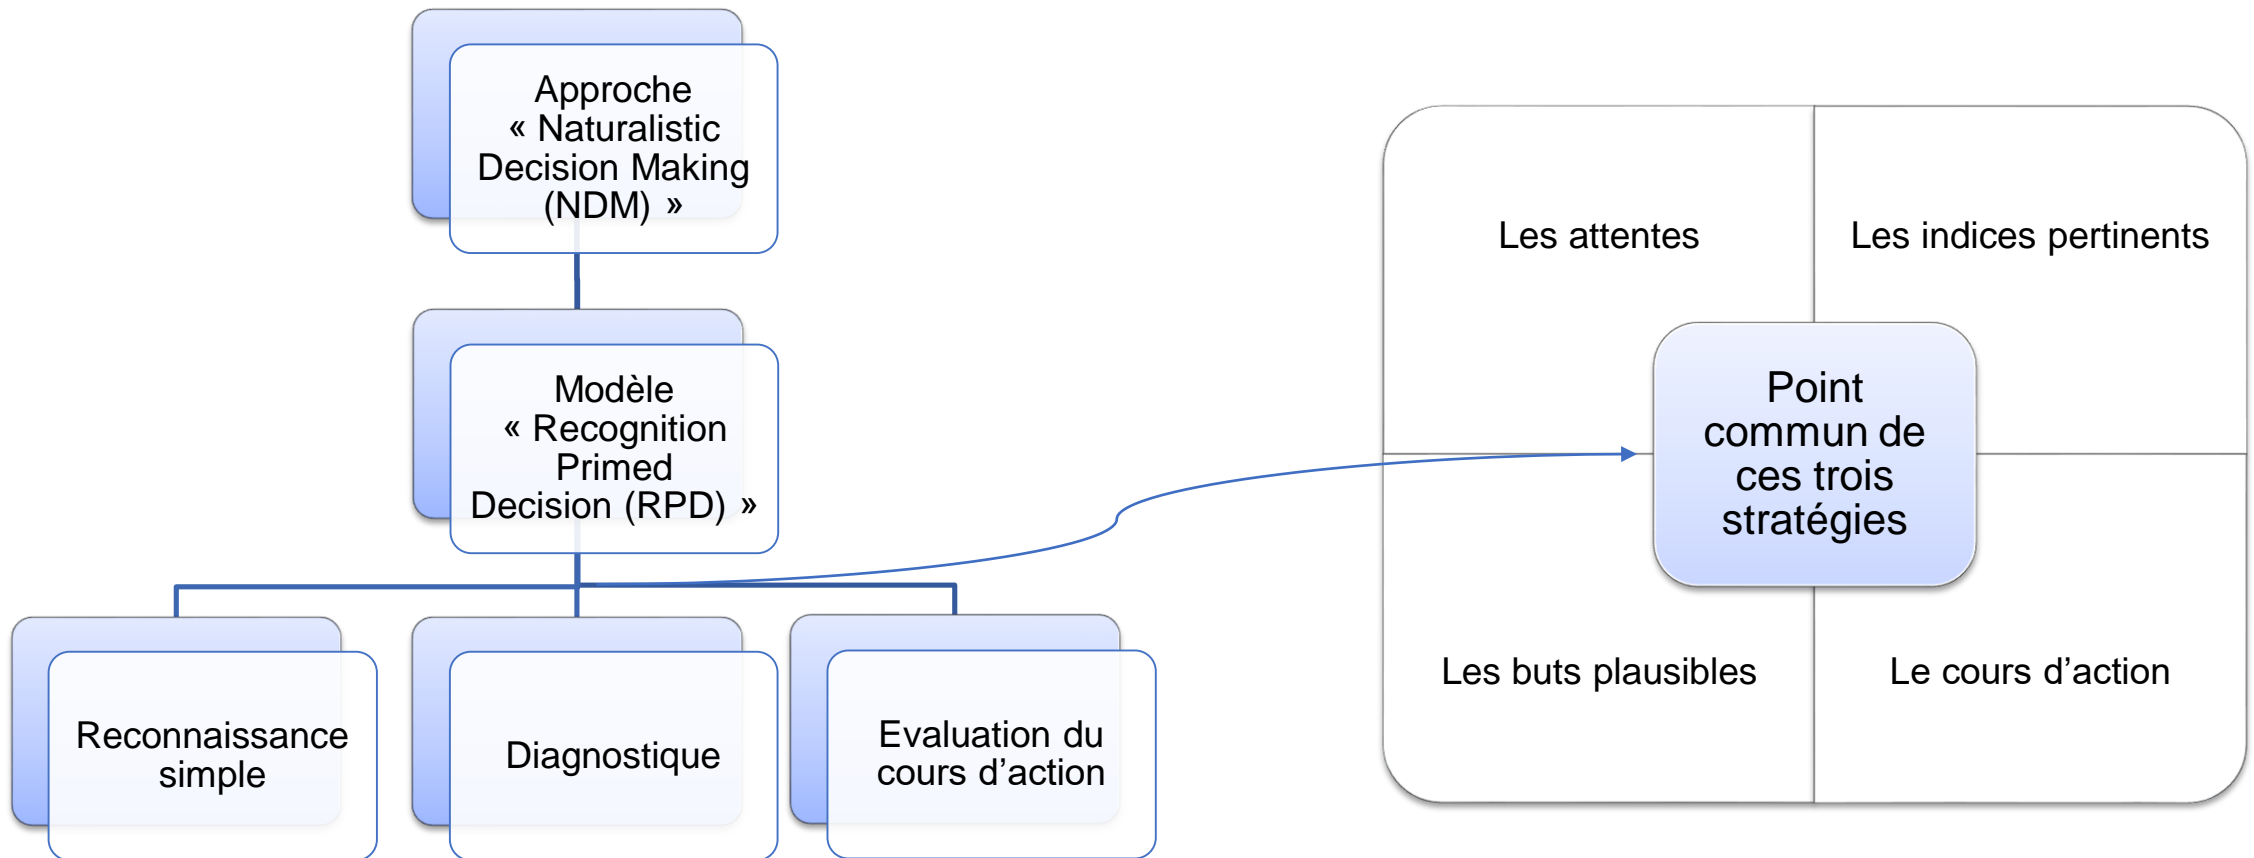 Approche
« Naturalistic
Decision Making
(NDM) »
Modèle
« Recognition
Primed
Decision (RPD) »
Reconnaissance
simple
Diagnostique
Evaluation du
cours d’action
Les attentes
Les indices pertinents
Point
commun de
ces trois
stratégies
Les buts plausibles
Le cours d’action